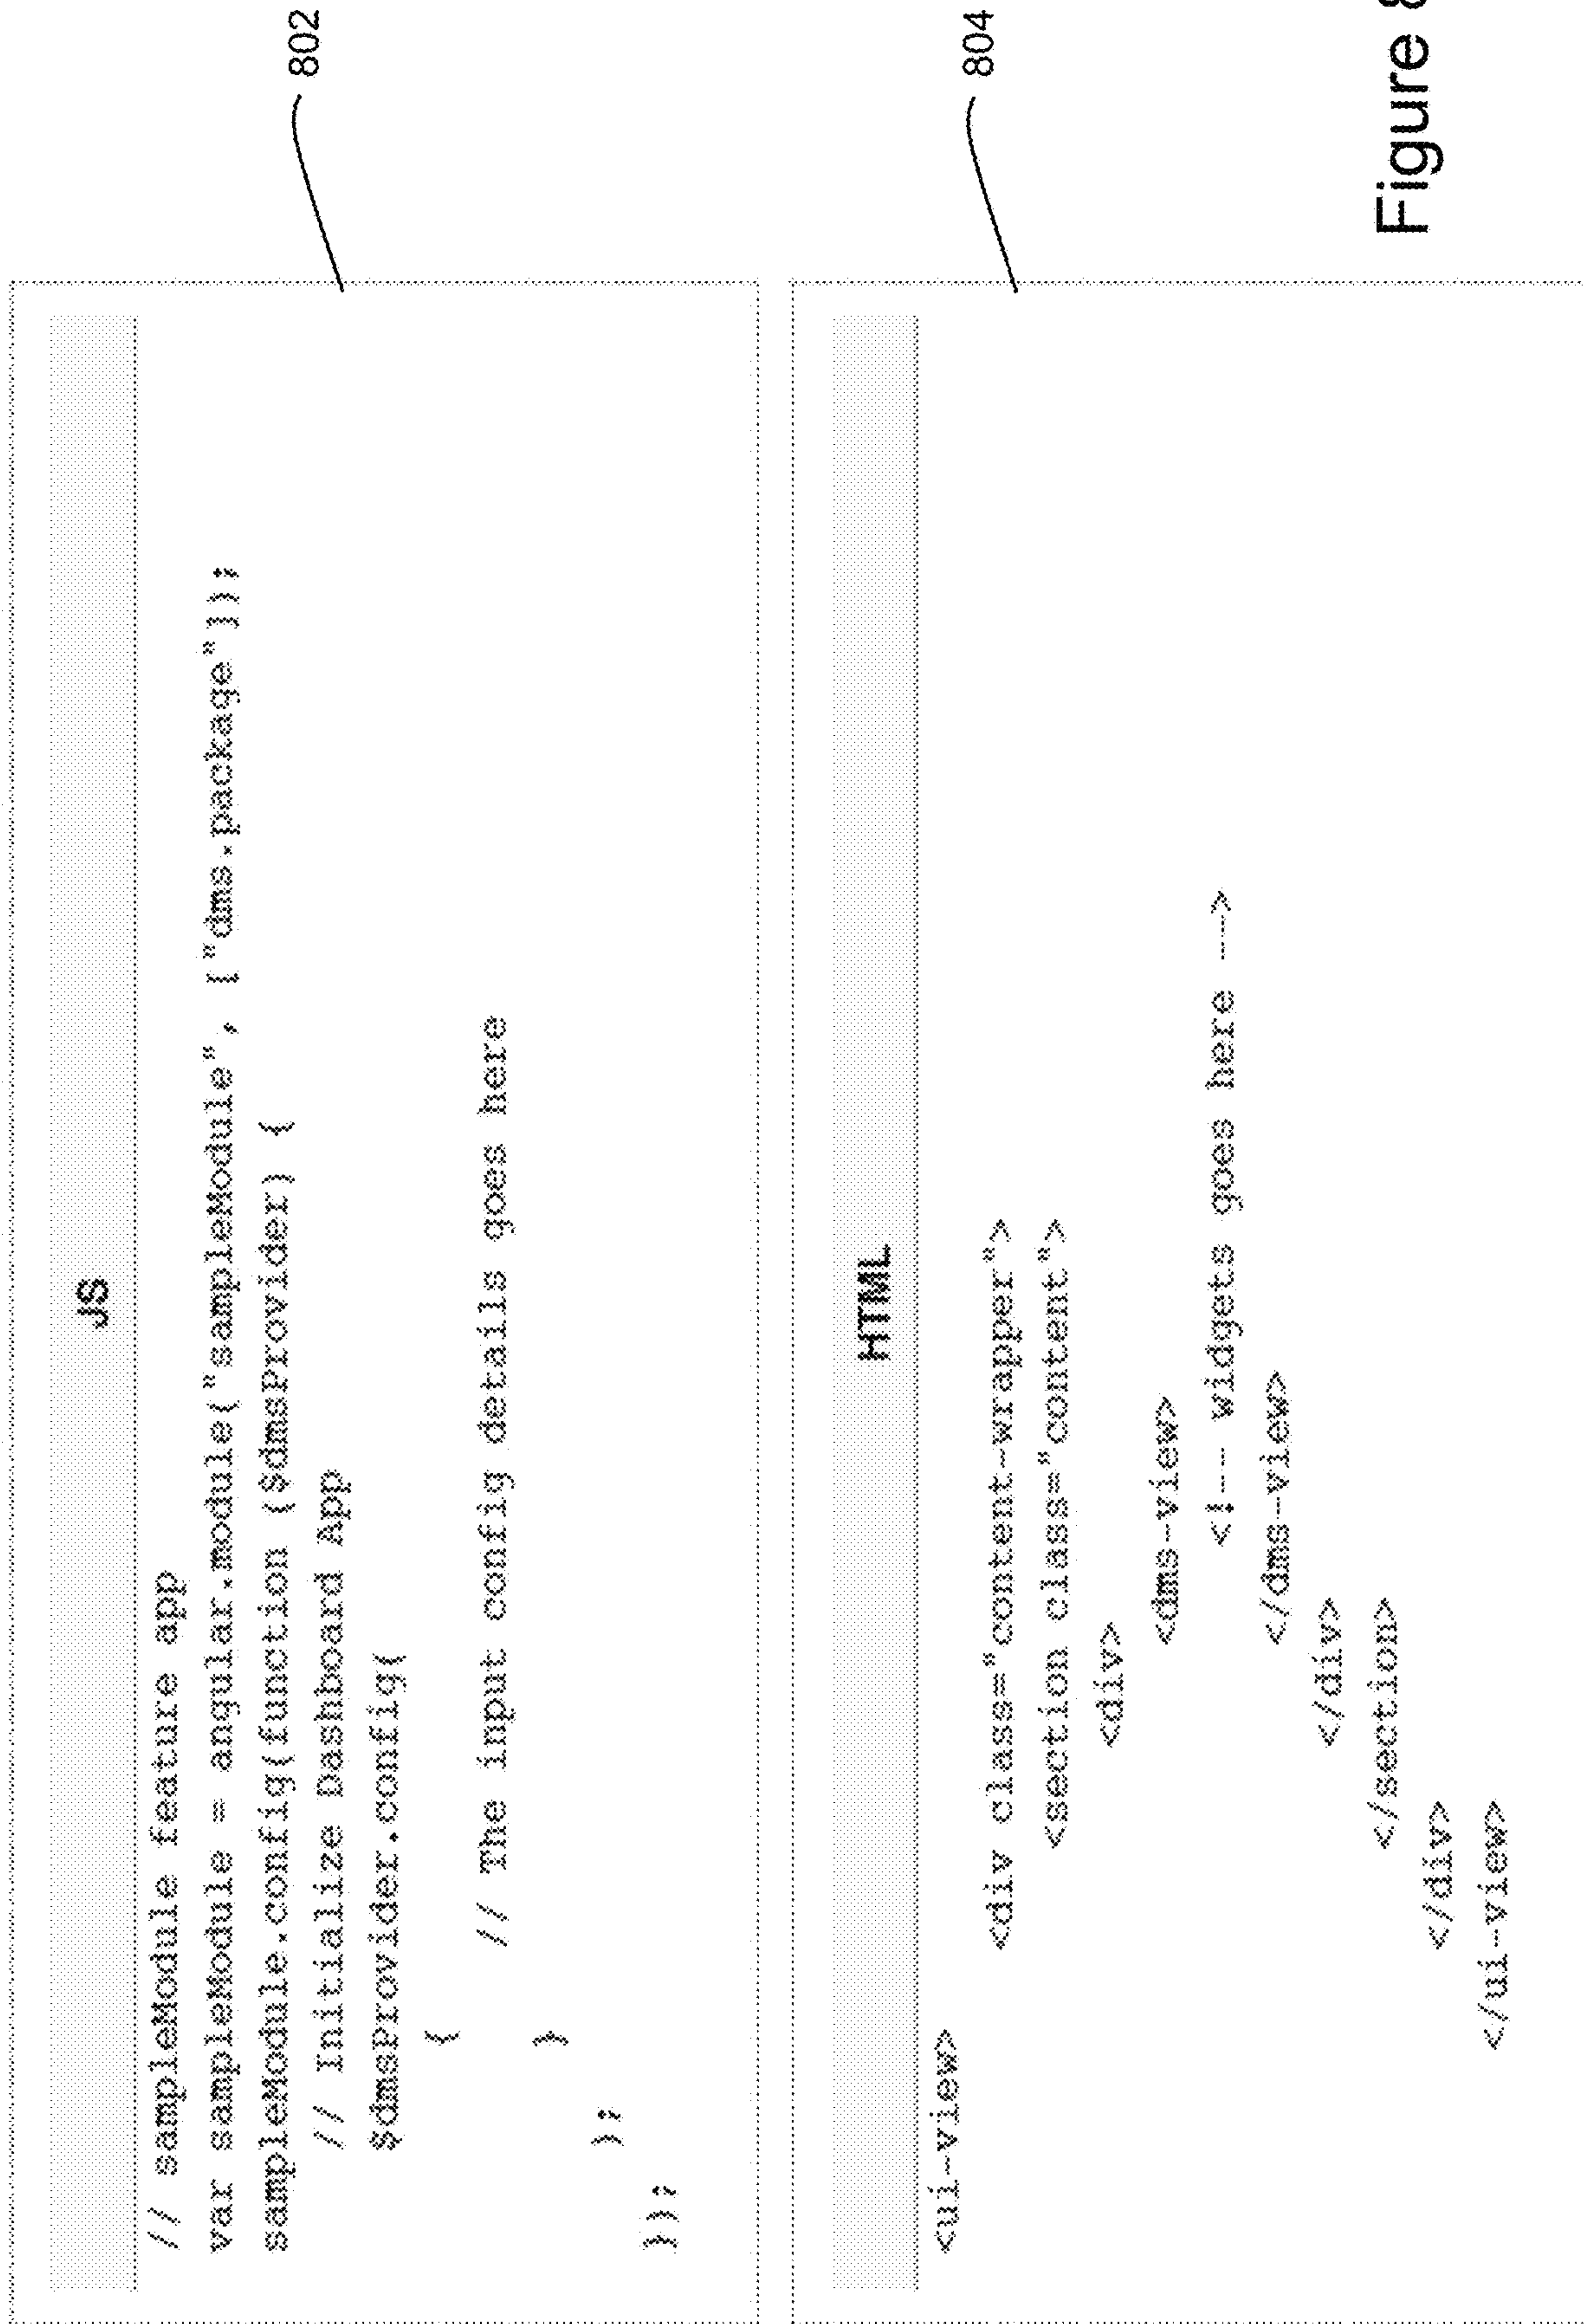 JS
// sampleModule feature app
var sampleModule = angular.module("sampleModule", ["dms.package"]);
sampleModule.config(function ($dmsProvider) {
// Initialize Dashboard App
$dmsProvider.config(
{
// The input config details goes here
}
);
});
802
HTML
<ui-view>
<div class="content-wrapper">
<section class="content">
<div>
<dms-view>
<!-- widgets goes here -->
</dms-view>
</div>
</section>
</div>
</ui-view>
804
Figure 8